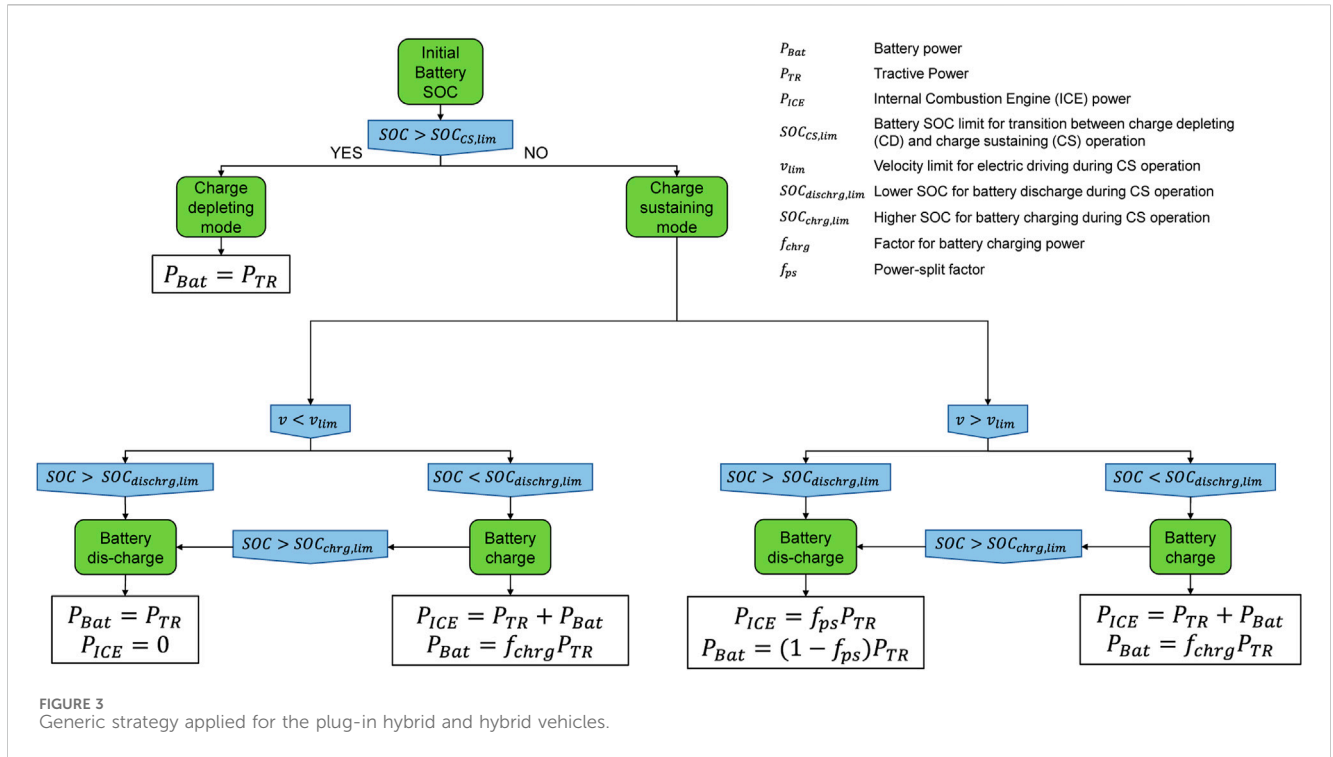 Initial
Battery
SOC
SOC > SOC_{CS,lim}
YES
NO
Charge
depleting
mode
Charge
sustaining
mode
P_{Bat} = P_{TR}
P_{Bat} Battery power
P_{TR} Tractive Power
P_{ICE} Internal Combustion Engine (ICE) power
SOC_{CS,lim} Battery SOC limit for transition between charge depleting
(CD) and charge sustaining (CS) operation
v_{lim} Velocity limit for electric driving during CS operation
SOC_{dischrg,lim} Lower SOC for battery discharge during CS operation
SOC_{chrg,lim} Higher SOC for battery charging during CS operation
f_{chrg} Factor for battery charging power
f_{ps} Power-split factor
v < v_{lim}
SOC > SOC_{dischrg,lim}
SOC < SOC_{dischrg,lim}
Battery
dis-charge
SOC > SOC_{chrg,lim}
Battery
charge
P_{Bat} = P_{TR}
P_{ICE} = 0
P_{ICE} = P_{TR} + P_{Bat}
P_{Bat} = f_{chrg}P_{TR}
v > v_{lim}
SOC > SOC_{dischrg,lim}
SOC < SOC_{dischrg,lim}
Battery
dis-charge
SOC > SOC_{chrg,lim}
Battery
charge
P_{ICE} = f_{ps}P_{TR}
P_{Bat} = (1 − f_{ps})P_{TR}
P_{ICE} = P_{TR} + P_{Bat}
P_{Bat} = f_{chrg}P_{TR}
FIGURE 3
Generic strategy applied for the plug-in hybrid and hybrid vehicles.